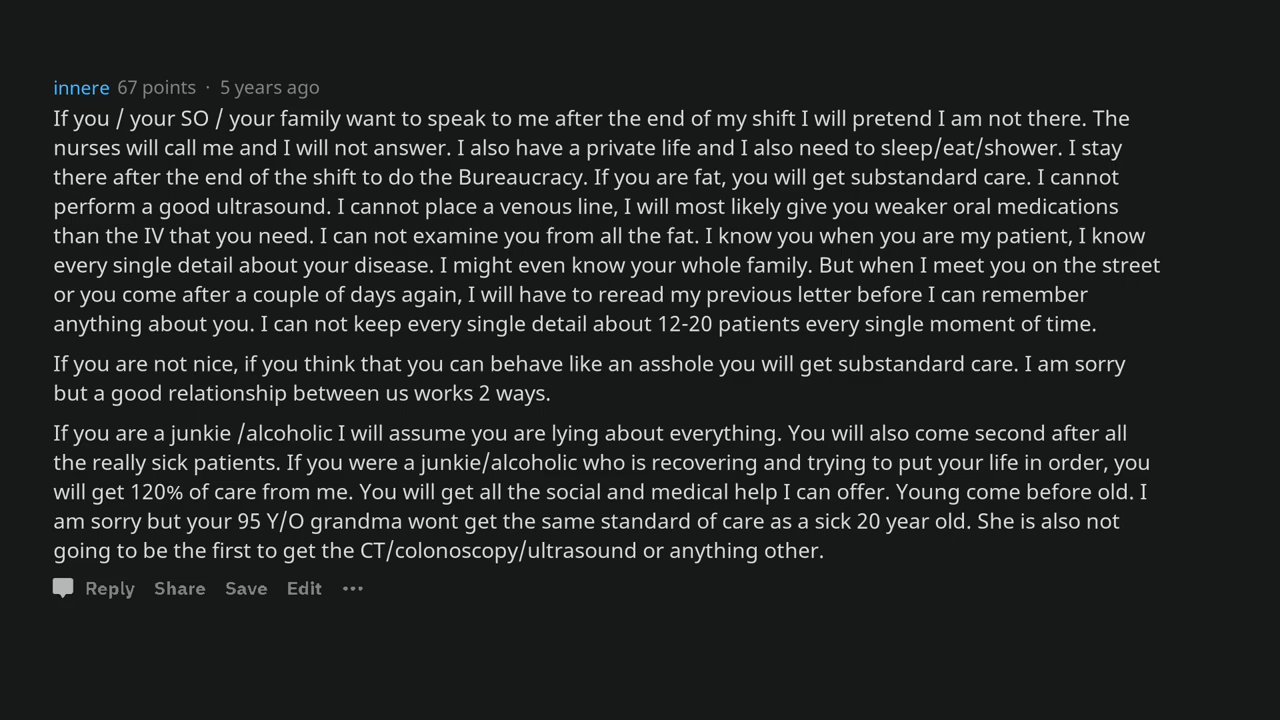 innere 67 points · 5 years ago
If you / your SO / your family want to speak to me after the end of my shift I will pretend I am not there. The
nurses will call me and I will not answer. I also have a private life and I also need to sleep/eat/shower. I stay
there after the end of the shift to do the Bureaucracy. If you are fat, you will get substandard care. I cannot
perform a good ultrasound. I cannot place a venous line, I will most likely give you weaker oral medications
than the IV that you need. I can not examine you from all the fat. I know you when you are my patient, I know
every single detail about your disease. I might even know your whole family. But when I meet you on the street
or you come after a couple of days again, I will have to reread my previous letter before I can remember
anything about you. I can not keep every single detail about 12-20 patients every single moment of time.
If you are not nice, if you think that you can behave like an asshole you will get substandard care. I am sorry
but a good relationship between us works 2 ways.
If you are a junkie /alcoholic I will assume you are lying about everything. You will also come second after all
the really sick patients. If you were a junkie/alcoholic who is recovering and trying to put your life in order, you
will get 120% of care from me. You will get all the social and medical help I can offer. Young come before old. I
am sorry but your 95 Y/O grandma wont get the same standard of care as a sick 20 year old. She is also not
going to be the first to get the CT/colonoscopy/ultrasound or anything other.
Reply Share Save Edit ···